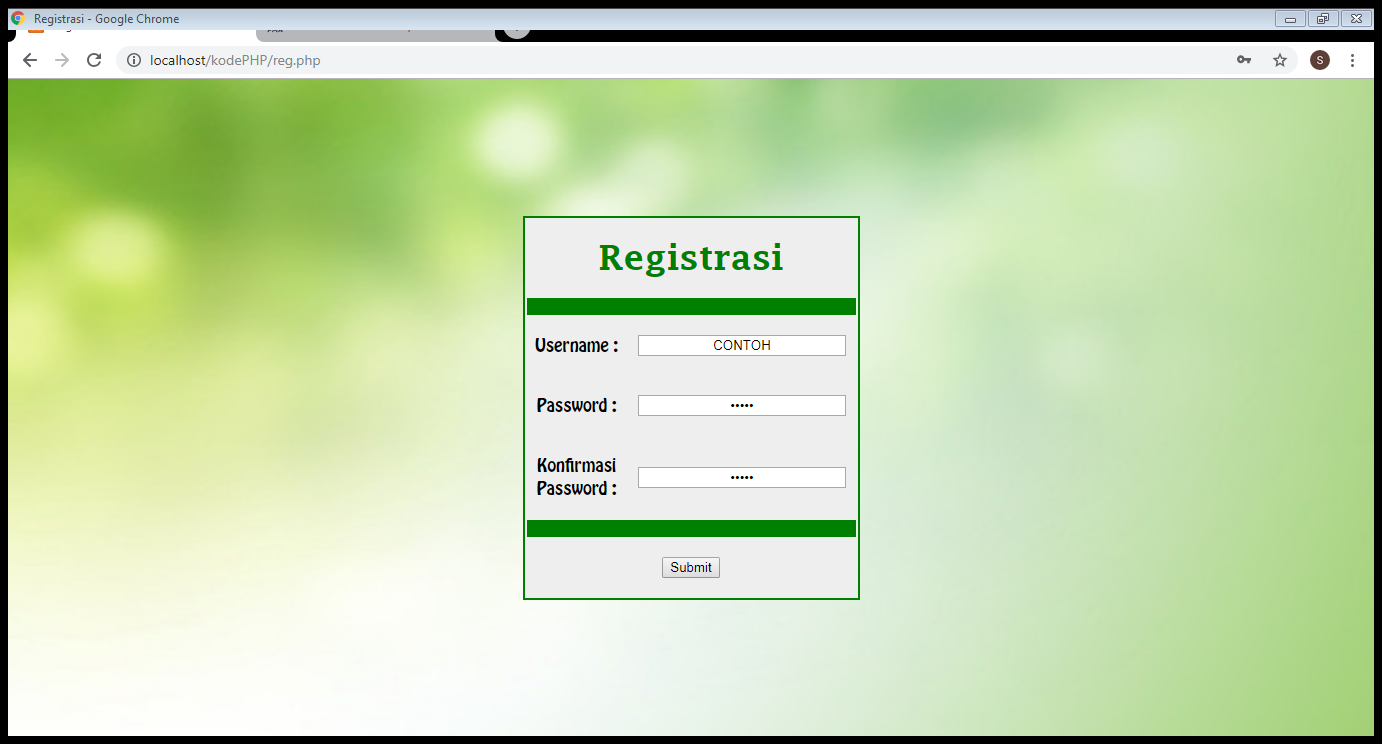 Registrasi - Google Chrome
localhost/kodePHP/reg.php
S
Registrasi
Username :
CONTOH
Password :
•••••
Konfirmasi
Password :
•••••
Submit